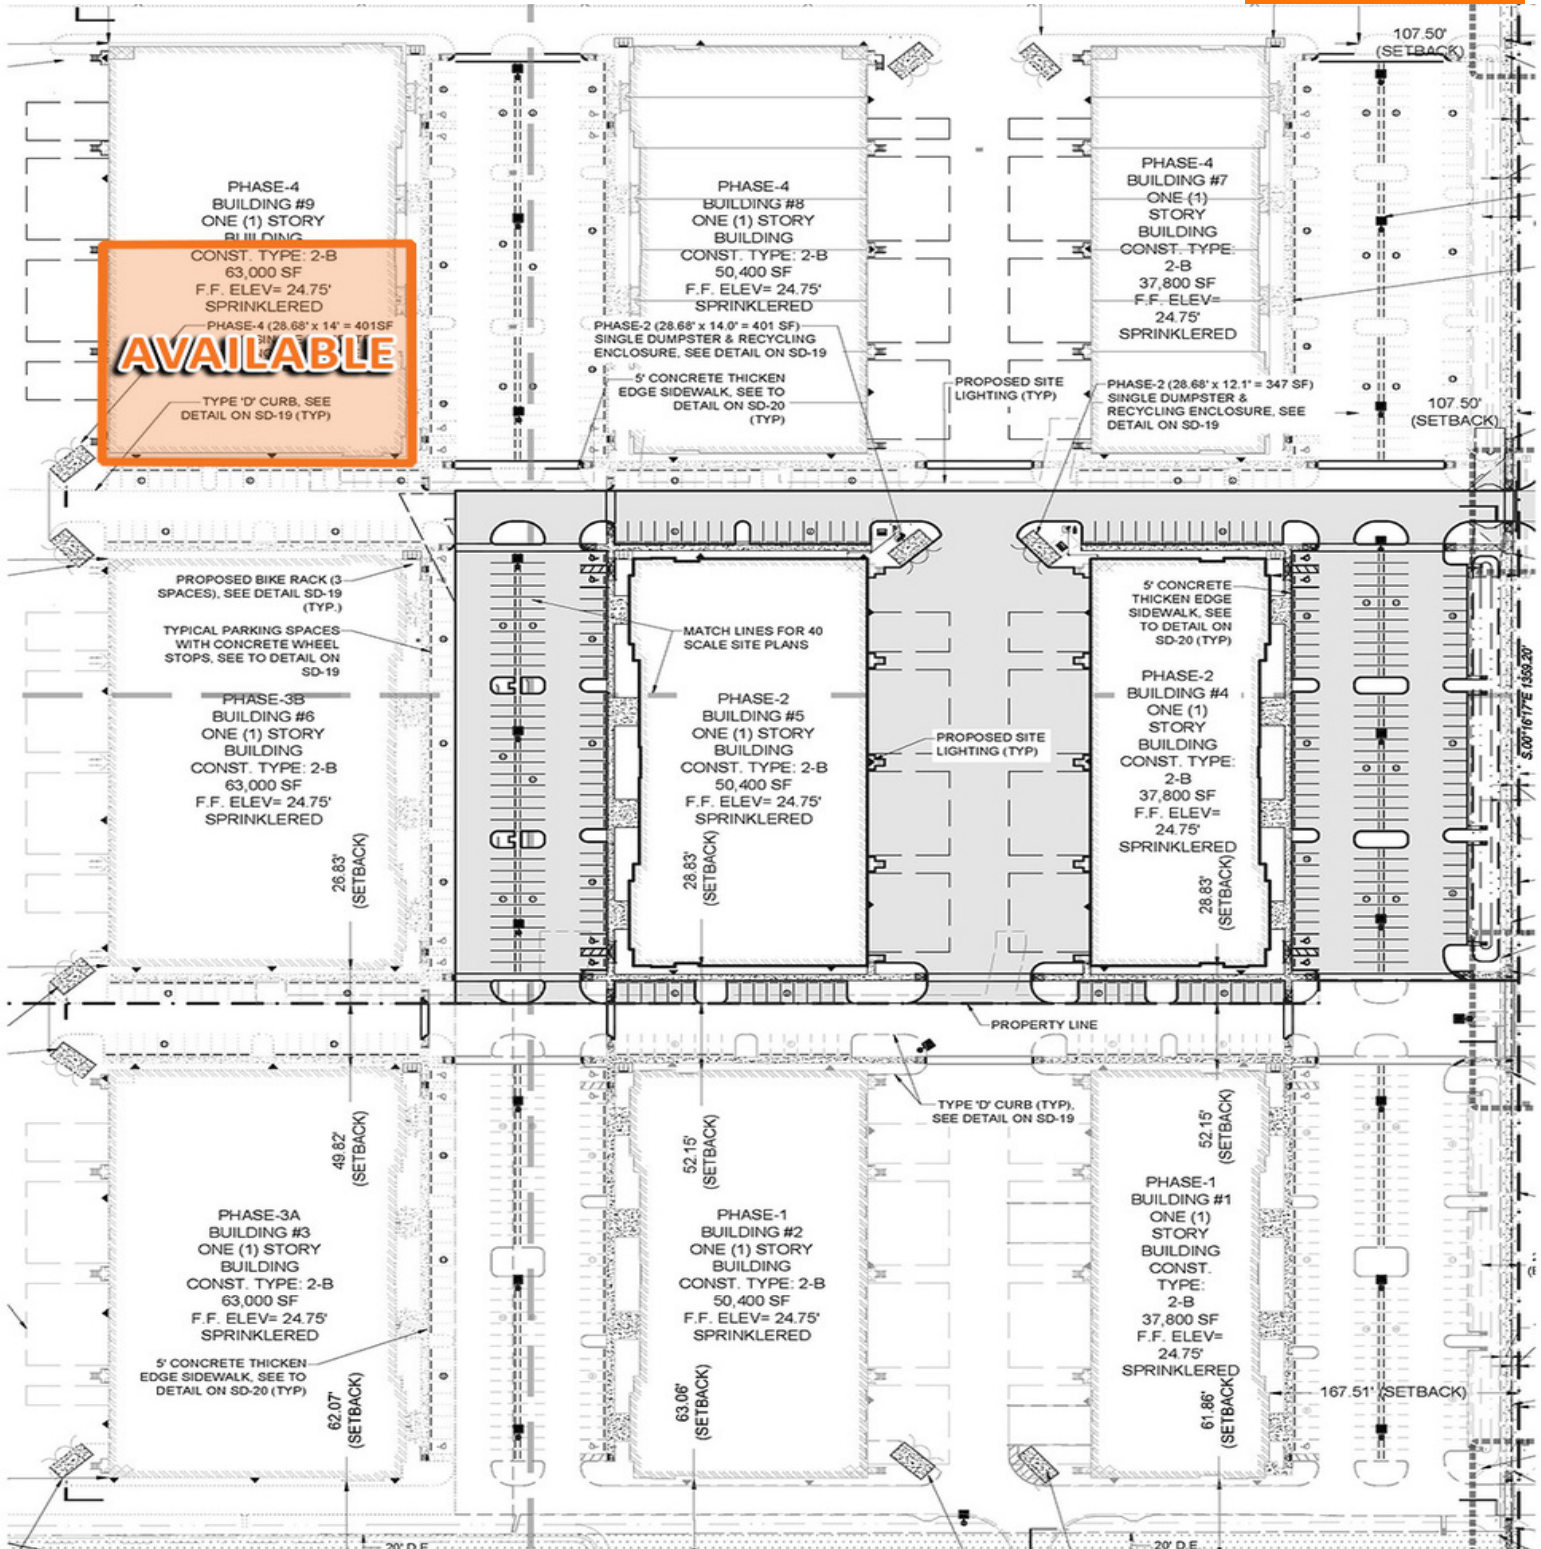 107.50'
(SETBACK)
PHASE-4
BUILDING #9
ONE (1) STORY
BUILDING
CONST. TYPE: 2-B
63,000 SF
F.F. ELEV= 24.75'
SPRINKLERED
PHASE-4 (28.68' x 14' = 401SF
AVAILABLE
TYPE 'D' CURB, SEE
DETAIL ON SD-19 (TYP)
PHASE-4
BUILDING #8
ONE (1) STORY
BUILDING
CONST. TYPE: 2-B
50,400 SF
F.F. ELEV= 24.75'
SPRINKLERED
PHASE-2 (28.68' x 14.0' = 401 SF)
SINGLE DUMPSTER & RECYCLING
ENCLOSURE, SEE DETAIL ON SD-19
5' CONCRETE THICKEN
EDGE SIDEWALK, SEE TO
DETAIL ON SD-20
(TYP)
PHASE-4
BUILDING #7
ONE (1)
STORY
BUILDING
CONST. TYPE:
2-B
37,800 SF
F.F. ELEV=
24.75'
SPRINKLERED
PROPOSED SITE
LIGHTING (TYP)
PHASE-2 (28.68' x 12.1' = 347 SF)
SINGLE DUMPSTER &
RECYCLING ENCLOSURE, SEE
DETAIL ON SD-19
107.50'
(SETBACK)
PROPOSED BIKE RACK (3
SPACES), SEE DETAIL SD-19
(TYP.)
TYPICAL PARKING SPACES
WITH CONCRETE WHEEL
STOPS, SEE TO DETAIL ON
SD-19
PHASE-3B
BUILDING #6
ONE (1) STORY
BUILDING
CONST. TYPE: 2-B
63,000 SF
F.F. ELEV= 24.75'
SPRINKLERED
26.83'
(SETBACK)
MATCH LINES FOR 40
SCALE SITE PLANS
PHASE-2
BUILDING #5
ONE (1) STORY
BUILDING
CONST. TYPE: 2-B
50,400 SF
F.F. ELEV= 24.75'
SPRINKLERED
28.83'
(SETBACK)
PROPOSED SITE
LIGHTING (TYP)
5' CONCRETE
THICKEN EDGE
SIDEWALK, SEE
TO DETAIL ON
SD-20 (TYP)
PHASE-2
BUILDING #4
ONE (1)
STORY
BUILDING
CONST. TYPE:
2-B
37,800 SF
F.F. ELEV=
24.75'
SPRINKLERED
28.83'
(SETBACK)
S.00°16'17"E 1359.20'
PROPERTY LINE
TYPE 'D' CURB (TYP),
SEE DETAIL ON SD-19
49.82'
(SETBACK)
52.15'
(SETBACK)
52.15'
(SETBACK)
PHASE-3A
BUILDING #3
ONE (1) STORY
BUILDING
CONST. TYPE: 2-B
63,000 SF
F.F. ELEV= 24.75'
SPRINKLERED
5' CONCRETE THICKEN
EDGE SIDEWALK, SEE TO
DETAIL ON SD-20 (TYP)
62.07'
(SETBACK)
PHASE-1
BUILDING #2
ONE (1) STORY
BUILDING
CONST. TYPE: 2-B
50,400 SF
F.F. ELEV= 24.75'
SPRINKLERED
63.06'
(SETBACK)
PHASE-1
BUILDING #1
ONE (1)
STORY
BUILDING
CONST.
TYPE:
2-B
37,800 SF
F.F. ELEV=
24.75'
SPRINKLERED
61.86'
(SETBACK)
167.51' (SETBACK)
20' D.E.
20' D.E.